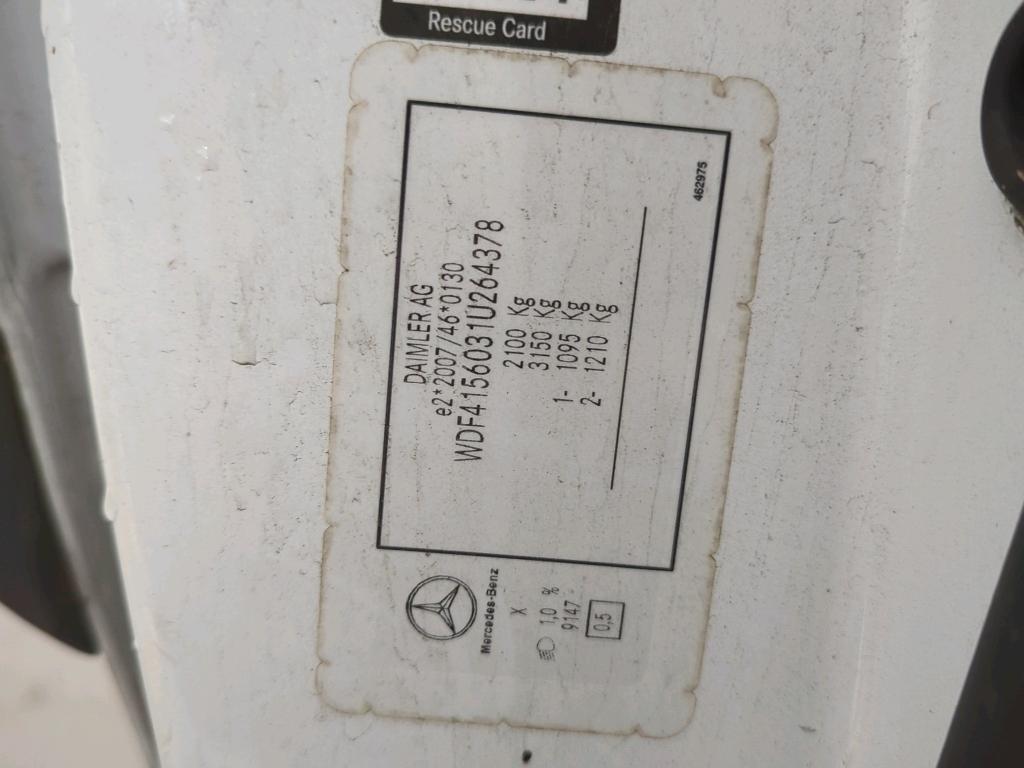 Rescue Card
DAIMLER AG
e2*2007/46*0130
WDF4156031U264378
2100 Kg
3150 Kg
1- 1095 Kg
2- 1210 Kg
462975
Mercedes-Benz
X
1,0 %
9147
0,5